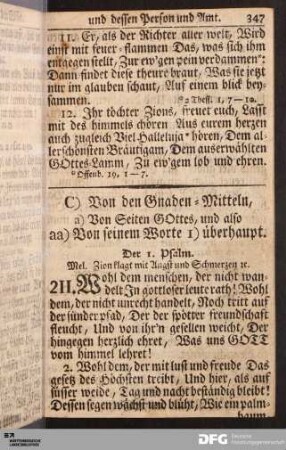 und dessen Person und Amt. 347
11. Er, als der Richter aller welt, Wird
einst mit feuer-flammen Das, was sich ihm
entgegen stellt, Zur ew'gen pein verdammen*:
Dann findet diese theure braut, Was sie jetzt
nur im glauben schaut, Auf einem blick bey-
sammen. *2 Thess. 1, 7-10.
12. Ihr töchter Zions, freuet euch, Laßt
mit des himmels chören Aus eurem herzen
auch zugleich Viel Halleluja* hören, Dem al-
lerschönsten Bräutigam, Dem auserwählten
GOttes-Lamm, Zu ew'gem lob und ehren.
* Offenb. 19, 1-7.
C) Von den Gnaden-Mitteln,
a) Von Seiten GOttes, und also
aa) Von seinem Worte 1) überhaupt.
Der 1. Psalm.
Mel. Zion klagt mit Angst und Schmerzen ꝛc.
211. Wohl dem menschen, der nicht wan-
delt In gottloser leute rath! Wohl
dem, der nicht unrecht handelt, Noch tritt auf
der sünder pfad, Der der spötter freundschaft
fleucht, Und von ihr'n gesellen weicht, Der
hingegen herzlich ehret, Was uns GOTT
vom himmel lehret!
2. Wohl dem, der mit lust und freude Das
gesetz des Höchsten treibt, Und hier, als auf
süsser weide, Tag und nacht beständig bleibt!
Dessen segen wächst und blüht, Wie ein palm-
baum
WÜRTTEMBERGISCHE
LANDESBIBLIOTHEK
DFG Deutsche
Forschungsgemeinschaft